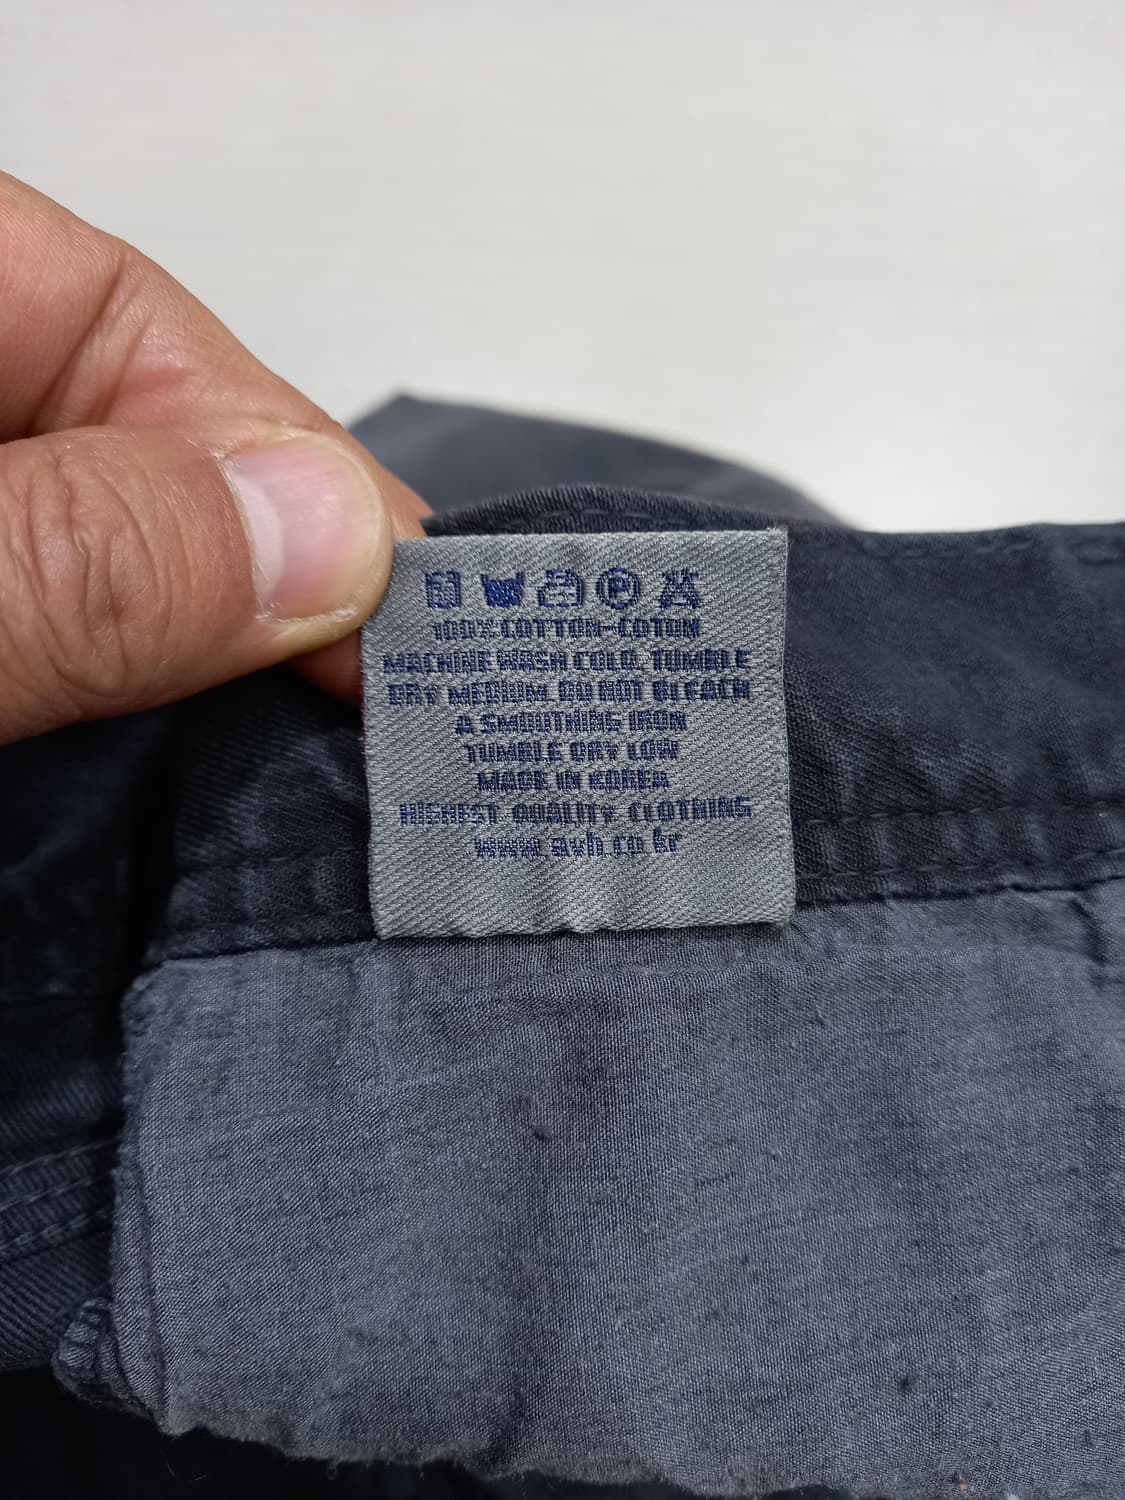 100% COTTON-COTON
MACHINE WASH COLD. TUMBLE
DRY MEDIUM. DO NOT BLEACH
A SMOOTHING IRON
TUMBLE DRY LOW
MADE IN KOREA
HIGHEST QUALITY CLOTHING
www.avh.co.kr